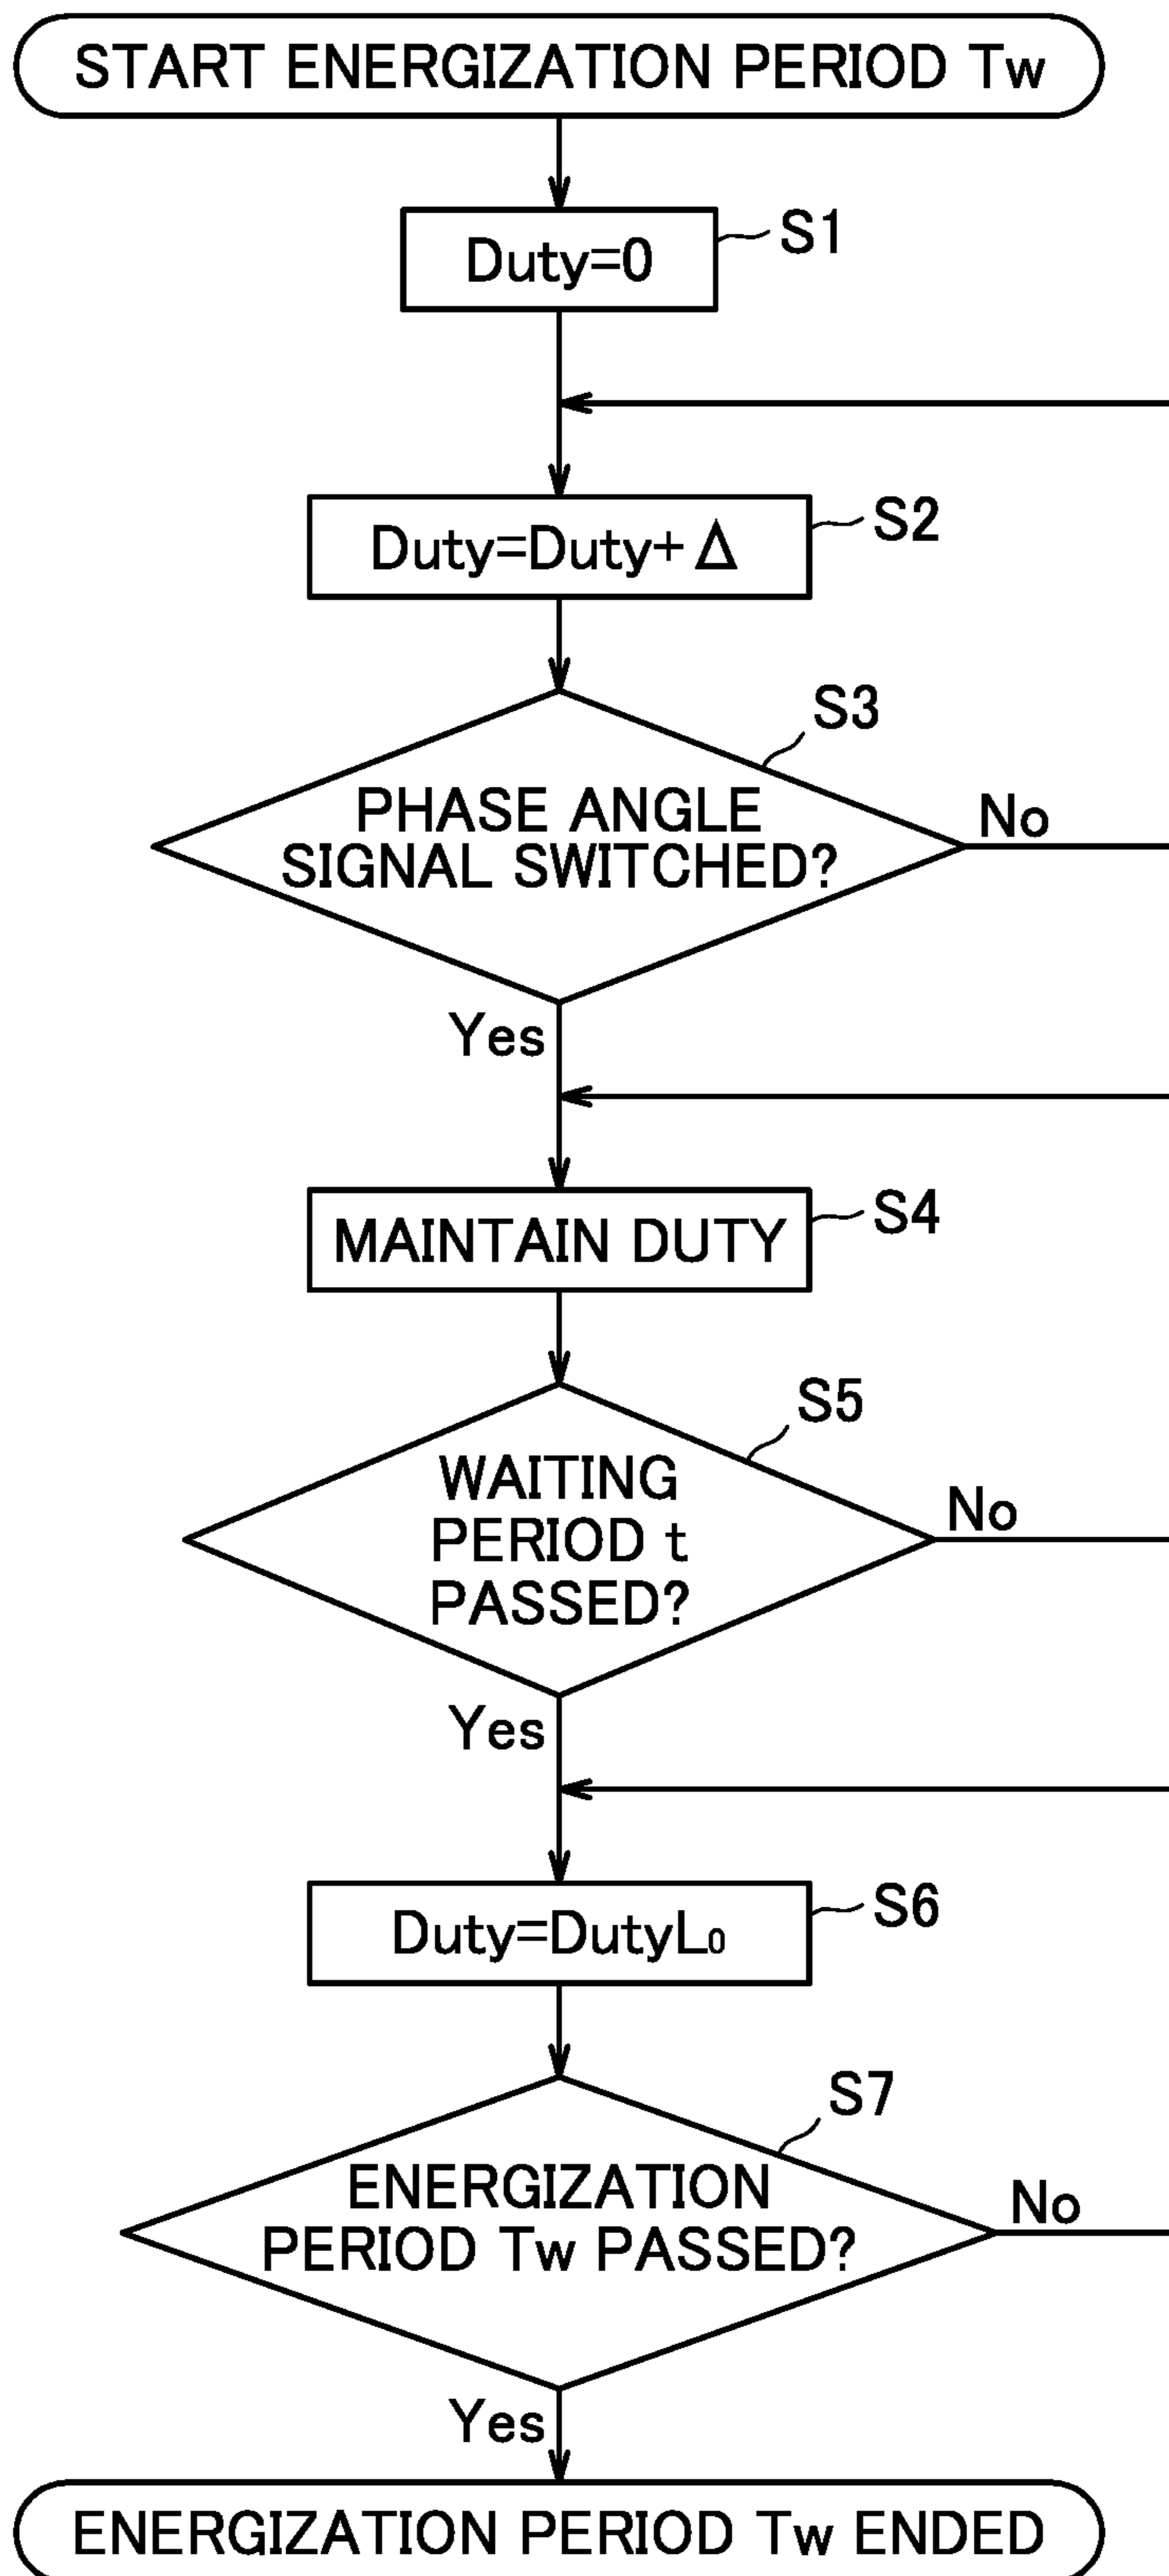 START ENERGIZATION PERIOD Tw
Duty=0
S1
Duty=Duty+Δ
S2
S3
PHASE ANGLE
SIGNAL SWITCHED?
No
Yes
MAINTAIN DUTY
S4
S5
WAITING
PERIOD t
PASSED?
No
Yes
Duty=DutyL₀
S6
S7
ENERGIZATION
PERIOD Tw PASSED?
No
Yes
ENERGIZATION PERIOD Tw ENDED